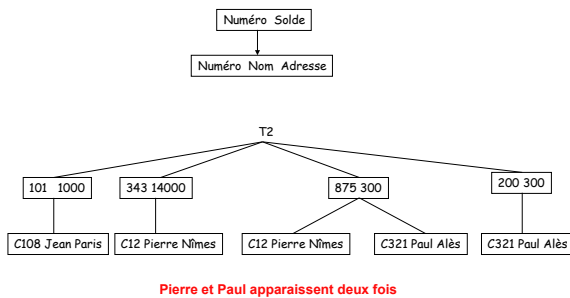 Numéro Solde
Numéro Nom Adresse
T2
101 1000
343 14000
875 300
200 300
C108 Jean Paris
C12 Pierre Nîmes
C12 Pierre Nîmes
C321 Paul Alès
C321 Paul Alès
Pierre et Paul apparaissent deux fois